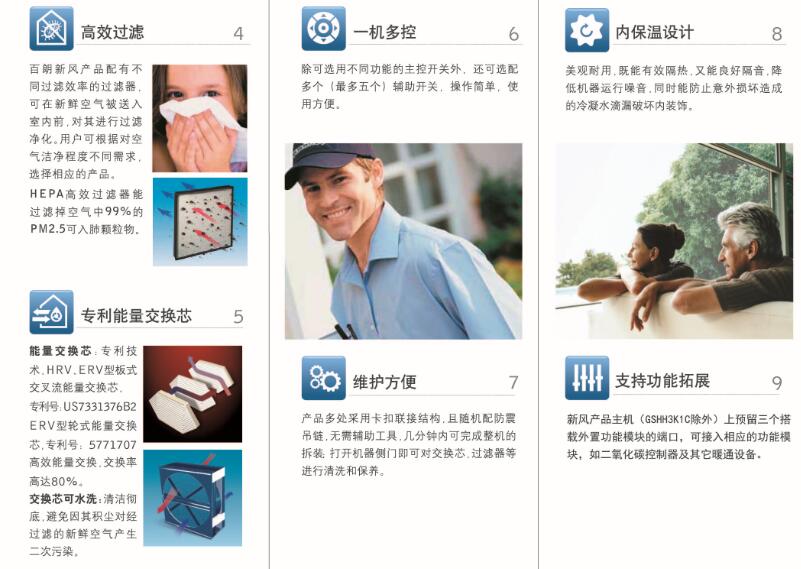 高效过滤 4
百朗新风产品配有不
同过滤效率的过滤器,
可在新鲜空气被送入
室内前,对其进行过滤
净化。用户可根据对空
气洁净程度不同需求,
选择相应的产品。
HEPA高效过滤器能
过滤掉空气中99%的
PM2.5可入肺颗粒物。
专利能量交换芯 5
能量交换芯:专利技
术,HRV、ERV型板式
交叉流能量交换芯,
专利号:US7331376B2
ERV型轮式能量交换
芯,专利号: 5771707
高效能量交换,交换率
高达80%。
交换芯可水洗:清洁彻
底,避免因其积尘对经
过滤的新鲜空气产生
二次污染。
一机多控 6
除可选用不同功能的主控开关外，还可选配
多个（最多五个）辅助开关，操作简单，使
用方便。
维护方便 7
产品多处采用卡扣联接结构,且随机配防震
吊链,无需辅助工具,几分钟内可完成整机的
拆装;打开机器侧门即可对交换芯、过滤器等
进行清洗和保养。
内保温设计 8
美观耐用,既能有效隔热,又能良好隔音,降
低机器运行噪音,同时能防止意外损坏造成
的冷凝水滴漏破坏内装饰。
支持功能拓展 9
新风产品主机（GSHH3K1C除外）上预留三个搭
载外置功能模块的端口，可接入相应的功能模
块，如二氧化碳控制器及其它暖通设备。